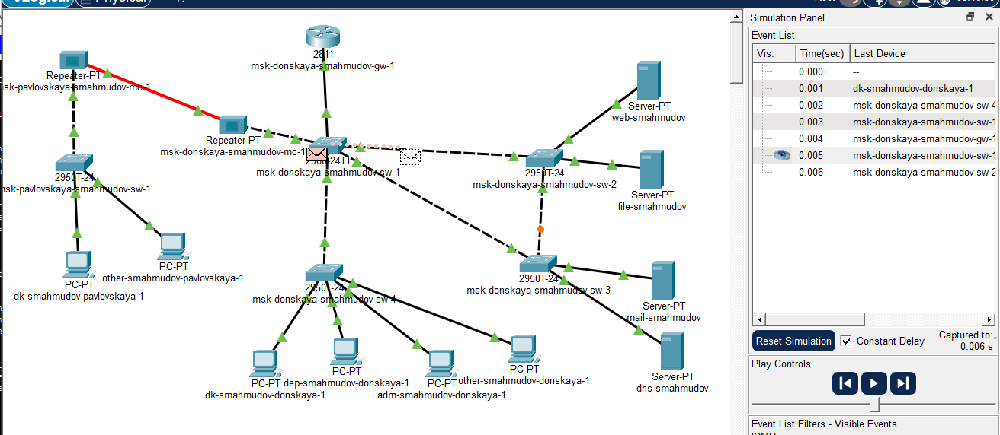 Logical
Physical
Simulation Panel
Event List
Vis. Time(sec) Last Device
0.000 --
0.001 dk-smahmudov-donskaya-1
0.002 msk-donskaya-smahmudov-sw-4
0.003 msk-donskaya-smahmudov-sw-1
0.004 msk-donskaya-smahmudov-gw-1
0.005 msk-donskaya-smahmudov-sw-1
0.006 msk-donskaya-smahmudov-sw-2
Reset Simulation
Constant Delay
Captured to:
0.006 s
Play Controls
Event List Filters - Visible Events
2811
msk-donskaya-smahmudov-gw-1
Repeater-PT
sk-pavlovskaya-smahmudov-mc-1
Repeater-PT
msk-donskaya-smahmudov-mc-1
msk-donskaya-smahmudov-sw-1
Server-PT
web-smahmudov
2950T-24
msk-donskaya-smahmudov-sw-2
Server-PT
file-smahmudov
2950T-24
sk-pavlovskaya-smahmudov-sw-1
PC-PT
other-smahmudov-pavlovskaya-1
PC-PT
dk-smahmudov-pavlovskaya-1
2950T-24
msk-donskaya-smahmudov-sw-4
2950T-24
msk-donskaya-smahmudov-sw-3
Server-PT
mail-smahmudov
Server-PT
dns-smahmudov
PC-PT
dk-smahmudov-donskaya-1
PC-PT
dep-smahmudov-donskaya-1
PC-PT
adm-smahmudov-donskaya-1
PC-PT
other-smahmudov-donskaya-1